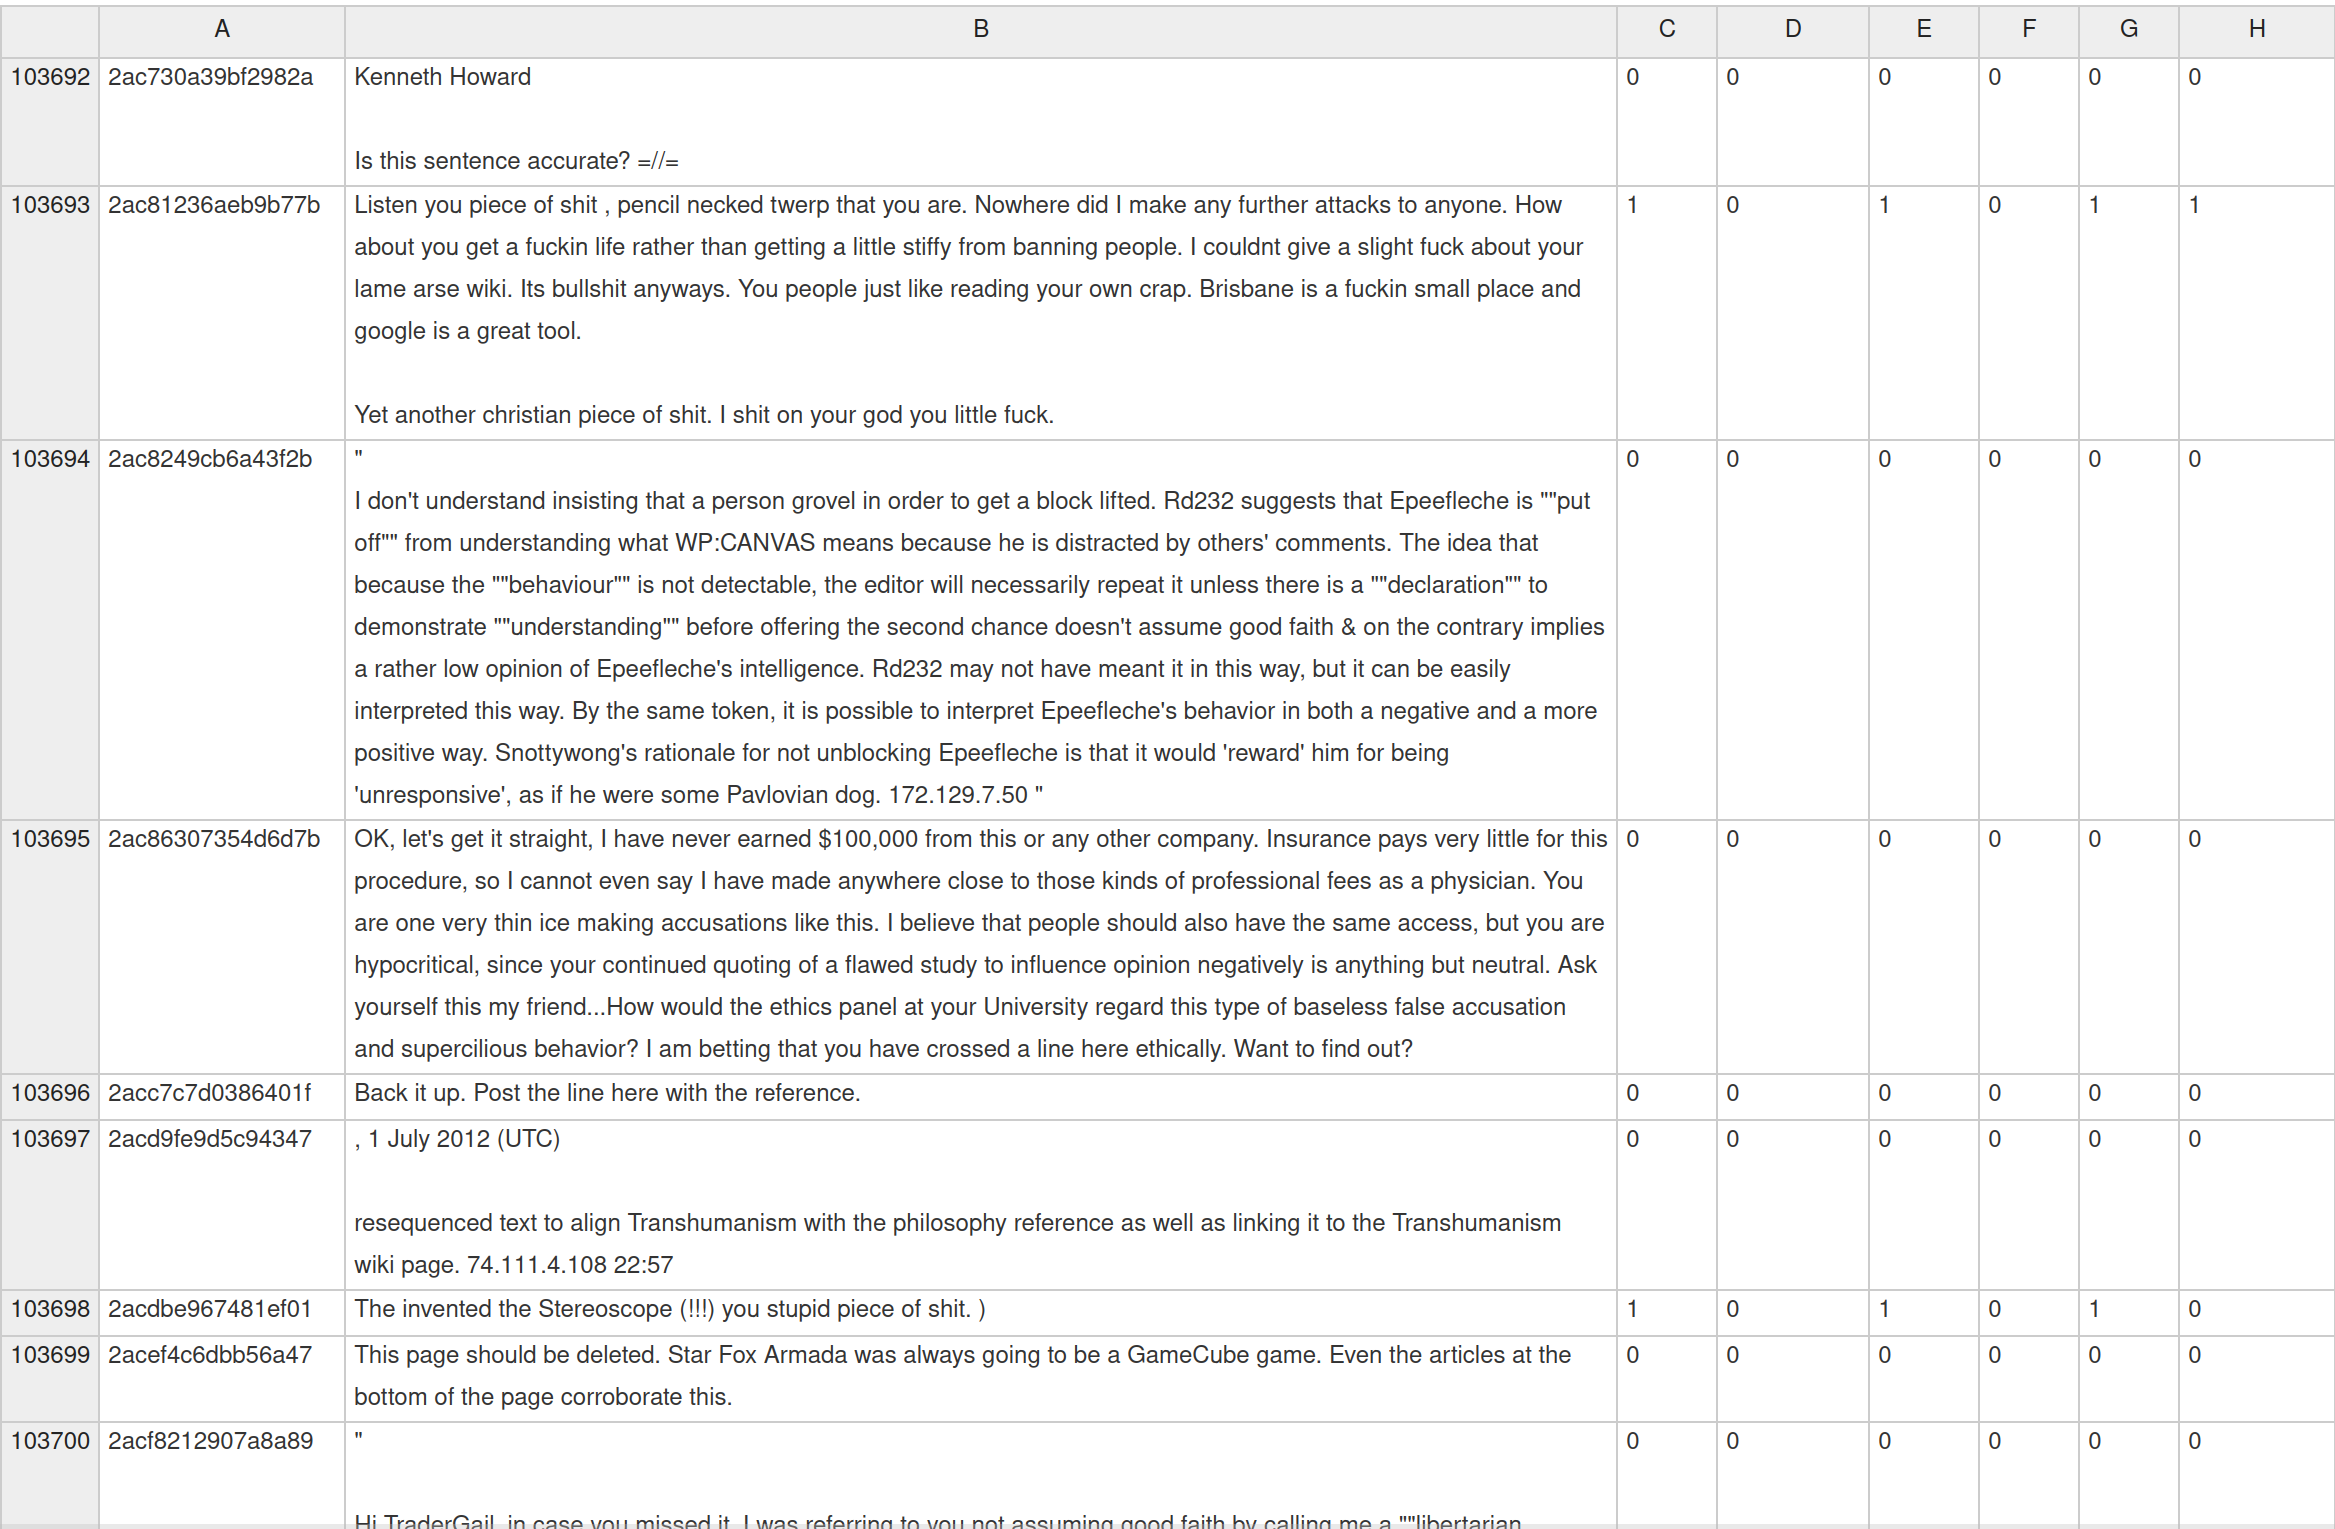 A B C D E F G H
103692 2ac730a39bf2982a Kenneth Howard 0 0 0 0 0 0
Is this sentence accurate? =//=
103693 2ac81236aeb9b77b Listen you piece of shit , pencil necked twerp that you are. Nowhere did I make any further attacks to anyone. How 1 0 1 0 1 1
about you get a fuckin life rather than getting a little stiffy from banning people. I couldnt give a slight fuck about your
lame arse wiki. Its bullshit anyways. You people just like reading your own crap. Brisbane is a fuckin small place and
google is a great tool.
Yet another christian piece of shit. I shit on your god you little fuck.
103694 2ac8249cb6a43f2b " 0 0 0 0 0 0
I don't understand insisting that a person grovel in order to get a block lifted. Rd232 suggests that Epeefleche is ""put
off"" from understanding what WP:CANVAS means because he is distracted by others' comments. The idea that
because the ""behaviour"" is not detectable, the editor will necessarily repeat it unless there is a ""declaration"" to
demonstrate ""understanding"" before offering the second chance doesn't assume good faith & on the contrary implies
a rather low opinion of Epeefleche's intelligence. Rd232 may not have meant it in this way, but it can be easily
interpreted this way. By the same token, it is possible to interpret Epeefleche's behavior in both a negative and a more
positive way. Snottywong's rationale for not unblocking Epeefleche is that it would 'reward' him for being
'unresponsive', as if he were some Pavlovian dog. 172.129.7.50 "
103695 2ac86307354d6d7b OK, let's get it straight, I have never earned $100,000 from this or any other company. Insurance pays very little for this 0 0 0 0 0 0
procedure, so I cannot even say I have made anywhere close to those kinds of professional fees as a physician. You
are one very thin ice making accusations like this. I believe that people should also have the same access, but you are
hypocritical, since your continued quoting of a flawed study to influence opinion negatively is anything but neutral. Ask
yourself this my friend...How would the ethics panel at your University regard this type of baseless false accusation
and supercilious behavior? I am betting that you have crossed a line here ethically. Want to find out?
103696 2acc7c7d0386401f Back it up. Post the line here with the reference. 0 0 0 0 0 0
103697 2acd9fe9d5c94347 , 1 July 2012 (UTC) 0 0 0 0 0 0
resequenced text to align Transhumanism with the philosophy reference as well as linking it to the Transhumanism
wiki page. 74.111.4.108 22:57
103698 2acdbe967481ef01 The invented the Stereoscope (!!!) you stupid piece of shit. ) 1 0 1 0 1 0
103699 2acef4c6dbb56a47 This page should be deleted. Star Fox Armada was always going to be a GameCube game. Even the articles at the 0 0 0 0 0 0
bottom of the page corroborate this.
103700 2acf8212907a8a89 " 0 0 0 0 0 0
Hi TraderGail, in case you missed it, I was referring to you not assuming good faith by calling me a ""libertarian